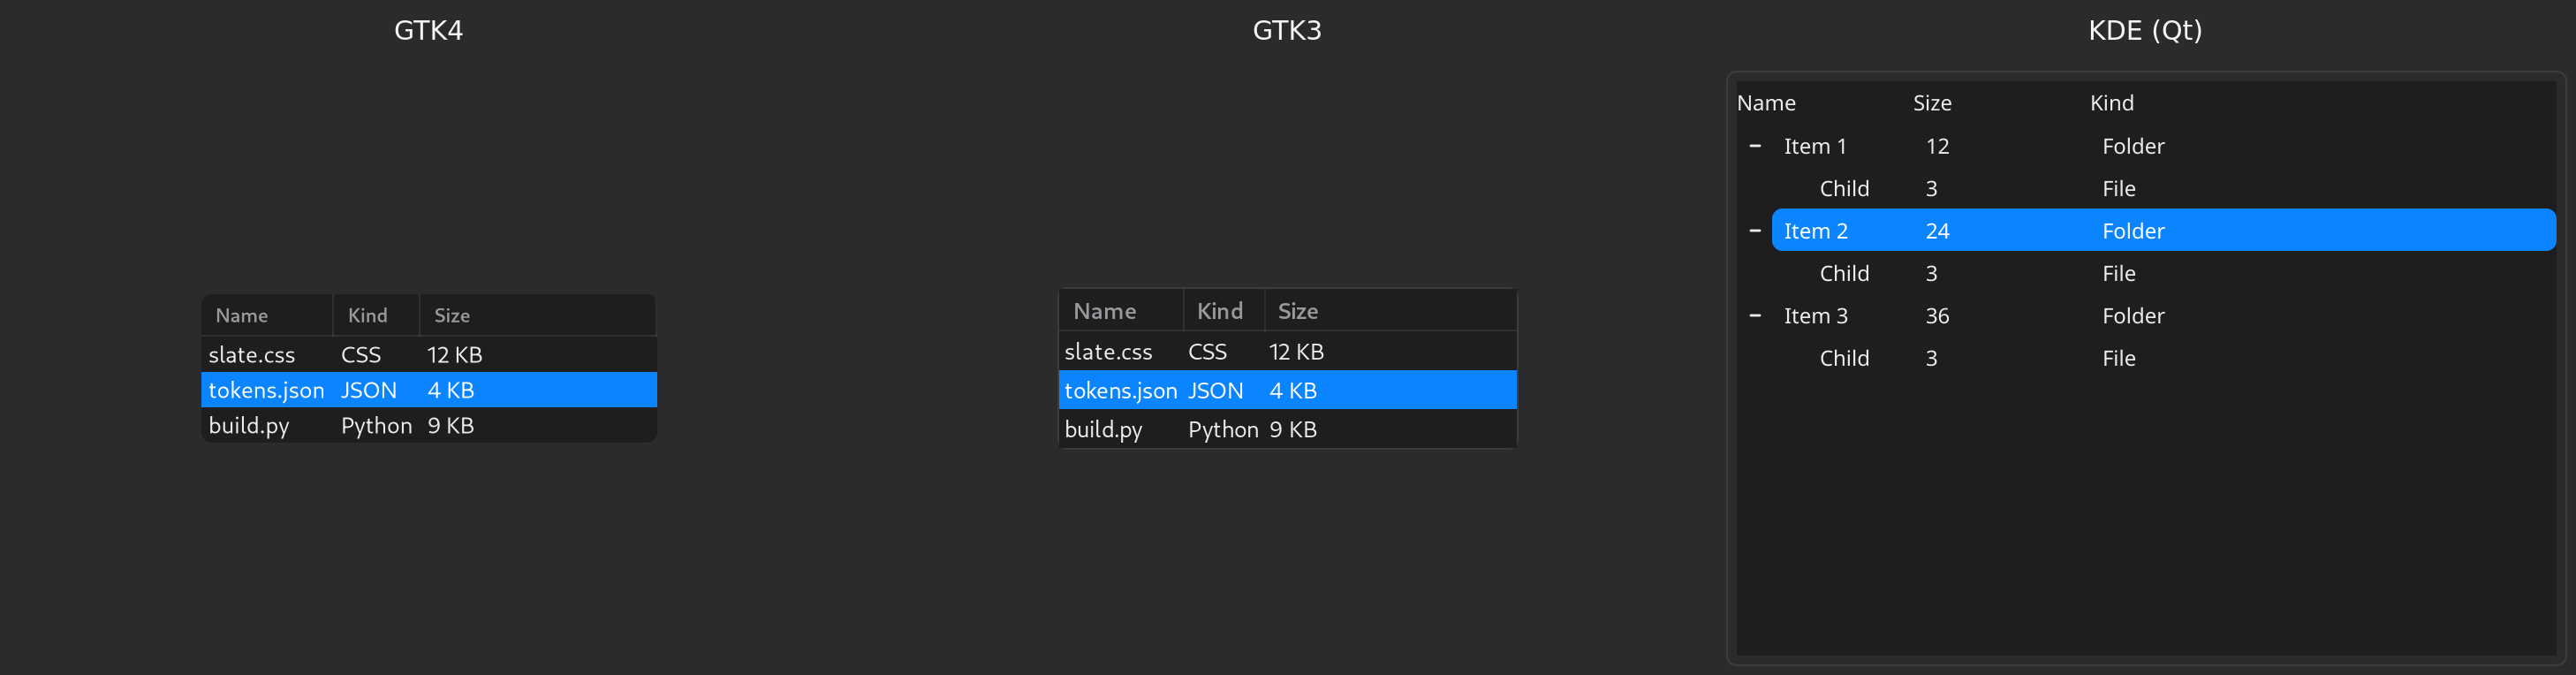 GTK4
Name Kind Size
slate.css CSS 12 KB
tokens.json JSON 4 KB
build.py Python 9 KB
GTK3
Name Kind Size
slate.css CSS 12 KB
tokens.json JSON 4 KB
build.py Python 9 KB
KDE (Qt)
Name Size Kind
Item 1 12 Folder
Child 3 File
Item 2 24 Folder
Child 3 File
Item 3 36 Folder
Child 3 File